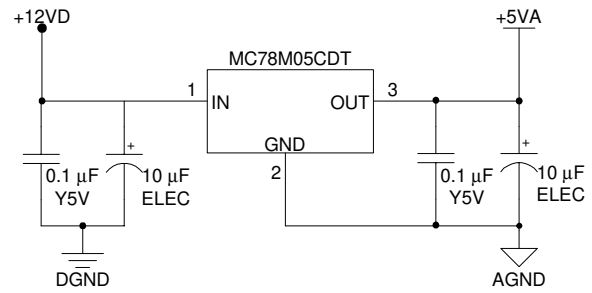 +12VD
+5VA
MC78M05CDT
1
IN
OUT
3
GND
2
+
0.1 µF
Y5V
+
10 µF
ELEC
0.1 µF
Y5V
10 µF
ELEC
DGND
AGND